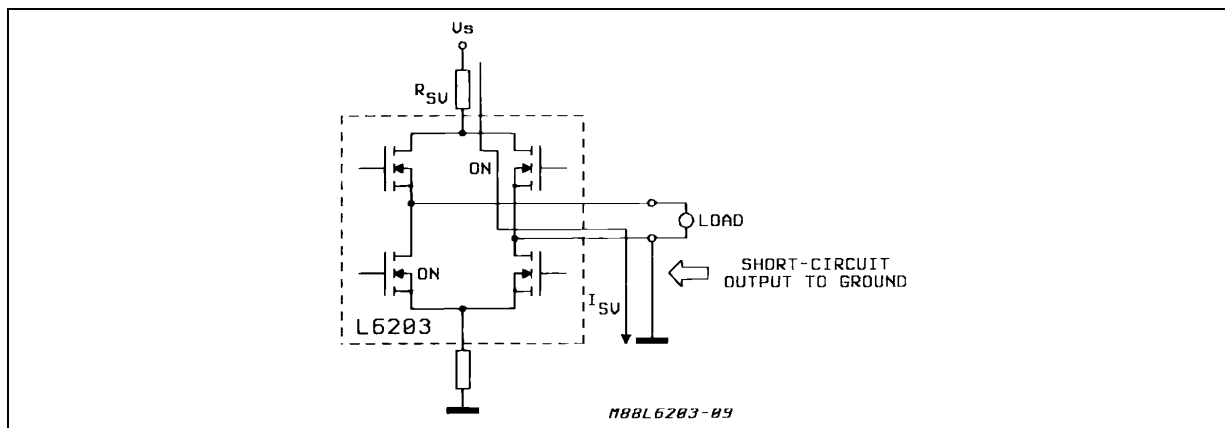 Vs
RSV
ON
ON
LOAD
SHORT-CIRCUIT
OUTPUT TO GROUND
ISV
L6203
M88L6203-09